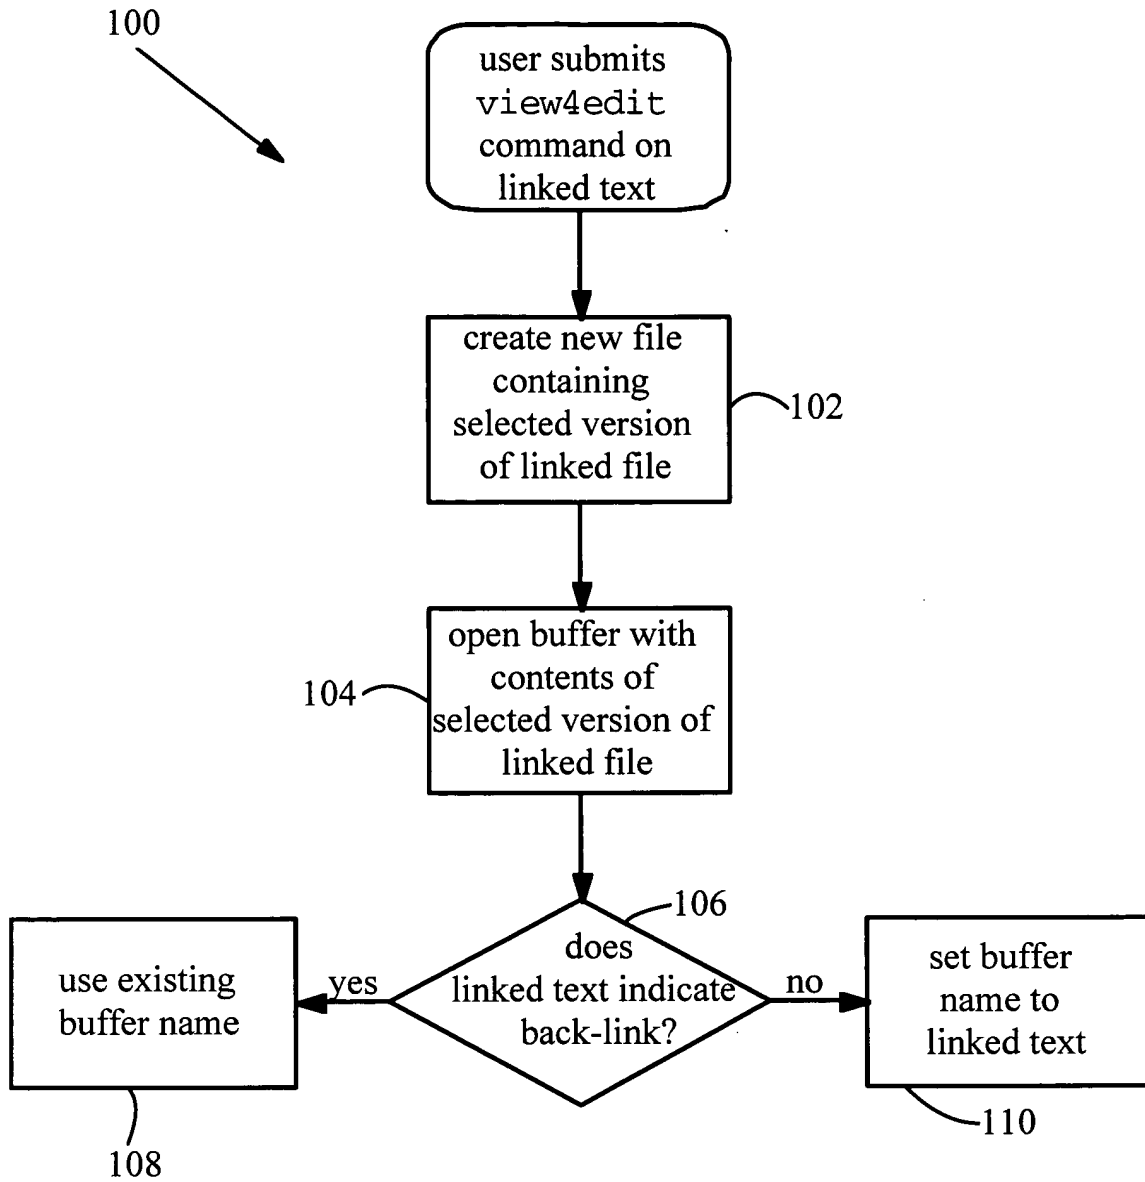 100
user submits
view4edit
command on
linked text
create new file
containing
selected version
of linked file
102
open buffer with
contents of
selected version of
linked file
104
106
does
linked text indicate
back-link?
yes
no
use existing
buffer name
set buffer
name to
linked text
108
110